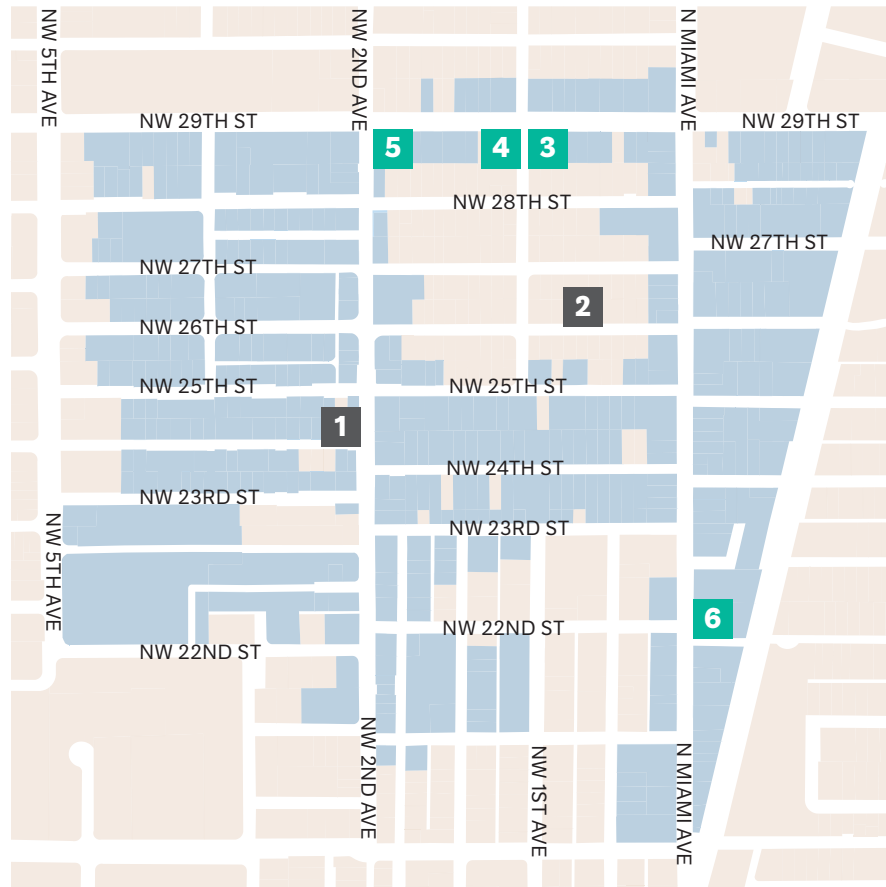 NW 5TH AVE
NW 2ND AVE
N MIAMI AVE
NW 29TH ST
NW 29TH ST
5
4
3
NW 28TH ST
NW 27TH ST
NW 27TH ST
2
NW 26TH ST
NW 25TH ST
NW 25TH ST
1
NW 24TH ST
NW 23RD ST
NW 23RD ST
NW 5TH AVE
6
NW 22ND ST
NW 22ND ST
NW 2ND AVE
NW 1ST AVE
N MIAMI AVE